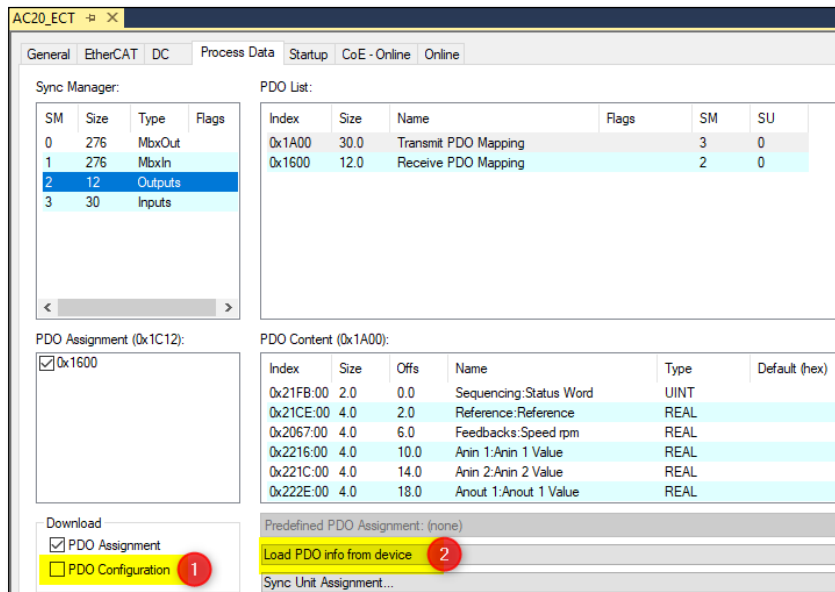 AC20_ECT
General EtherCAT DC Process Data Startup CoE - Online Online
Sync Manager:
SM Size Type Flags
0 276 MbxOut
1 276 MbxIn
2 12 Outputs
3 30 Inputs
PDO List:
Index Size Name Flags SM SU
0x1A00 30.0 Transmit PDO Mapping 3 0
0x1600 12.0 Receive PDO Mapping 2 0
PDO Assignment (0x1C12):
0x1600
PDO Content (0x1A00):
Index Size Offs Name Type Default (hex)
0x21FB:00 2.0 0.0 Sequencing:Status Word UINT
0x21CE:00 4.0 2.0 Reference:Reference REAL
0x2067:00 4.0 6.0 Feedbacks:Speed rpm REAL
0x2216:00 4.0 10.0 Anin 1:Anin 1 Value REAL
0x221C:00 4.0 14.0 Anin 2:Anin 2 Value REAL
0x222E:00 4.0 18.0 Anout 1:Anout 1 Value REAL
Download
PDO Assignment
PDO Configuration 1
Predefined PDO Assignment: (none)
Load PDO info from device 2
Sync Unit Assignment...